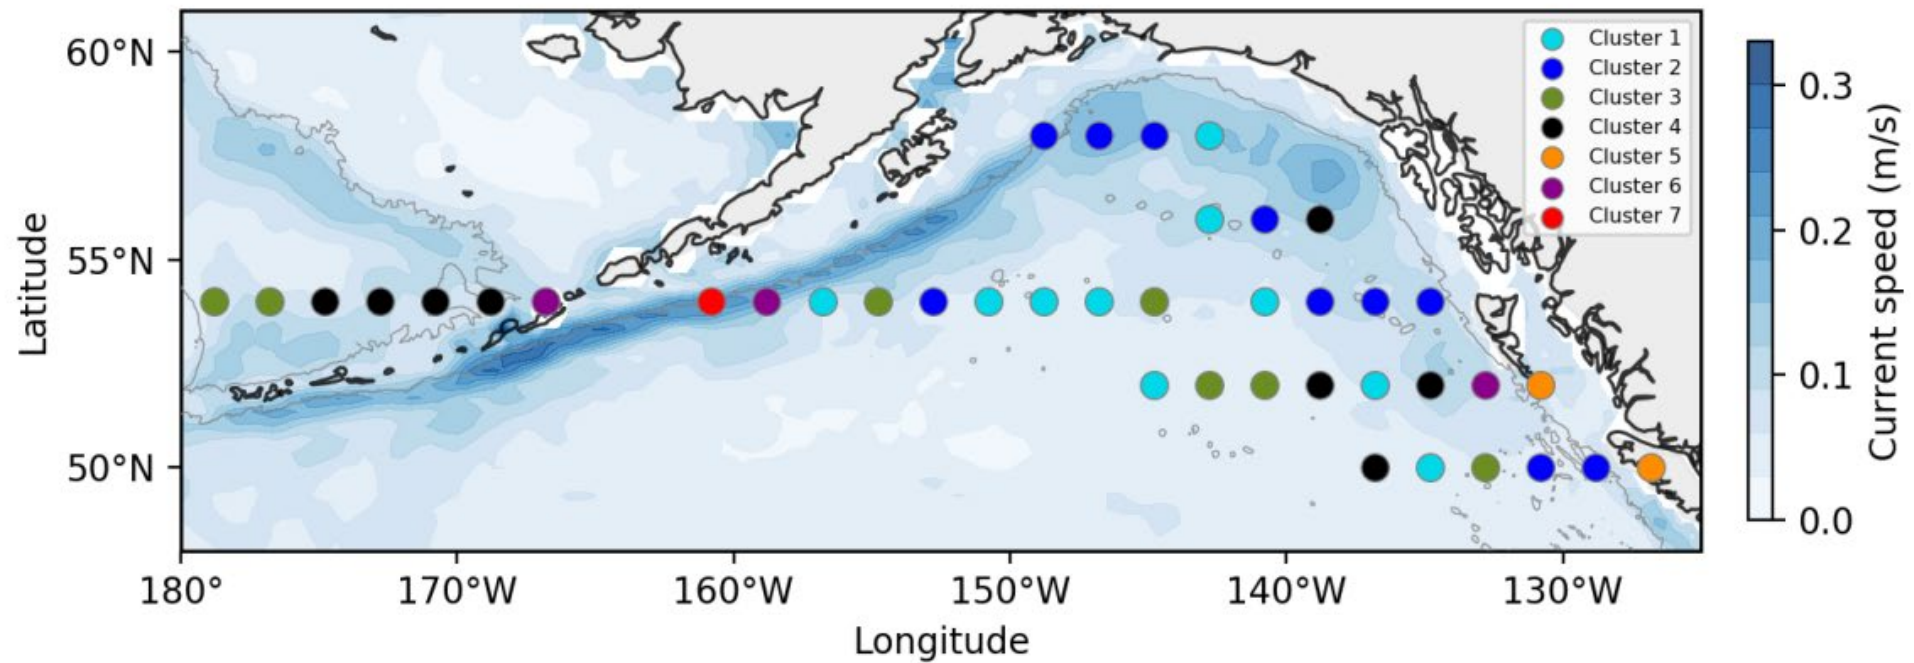 60°N
55°N
50°N
Latitude
180°
170°W
160°W
150°W
140°W
130°W
Longitude
Cluster 1
Cluster 2
Cluster 3
Cluster 4
Cluster 5
Cluster 6
Cluster 7
0.3
0.2
0.1
0.0
Current speed (m/s)